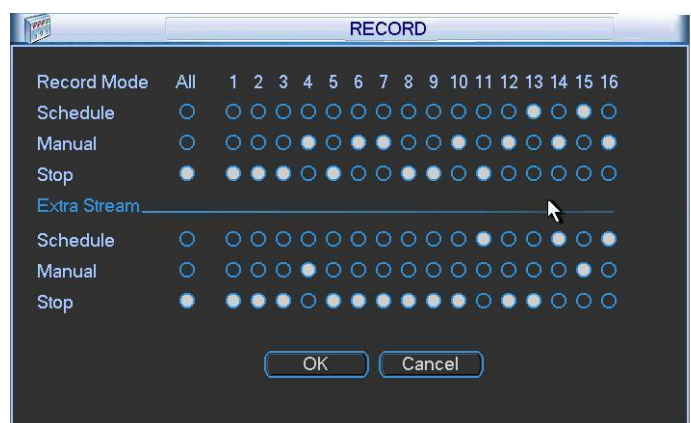 RECORD
Record Mode All 1 2 3 4 5 6 7 8 9 10 11 12 13 14 15 16
Schedule
Manual
Stop
Extra Stream
Schedule
Manual
Stop
OK Cancel